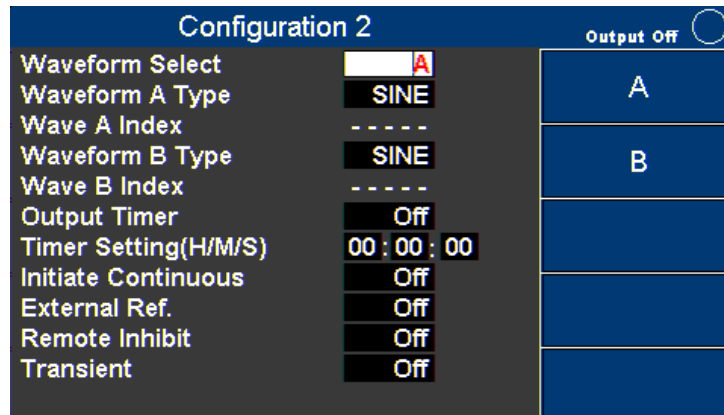 Configuration 2
Output Off
Waveform Select A
Waveform A Type SINE
Wave A Index - - - - -
Waveform B Type SINE
Wave B Index - - - - -
Output Timer Off
Timer Setting(H/M/S) 00 : 00 : 00
Initiate Continuous Off
External Ref. Off
Remote Inhibit Off
Transient Off
A
B